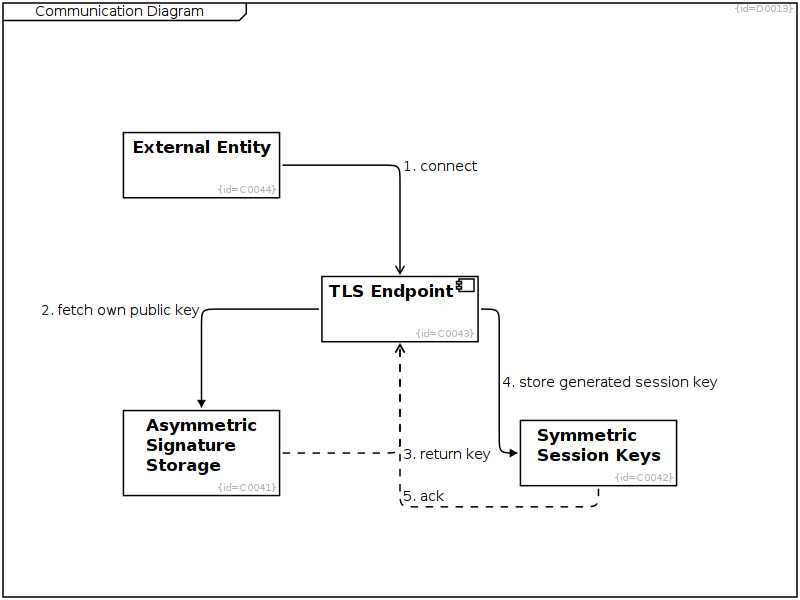 Communication Diagram
{id=D0013}
External Entity
{id=C0044}
1. connect
TLS Endpoint
{id=C0043}
2. fetch own public key
4. store generated session key
Asymmetric
Signature
Storage
{id=C0041}
3. return key
Symmetric
Session Keys
{id=C0042}
5. ack